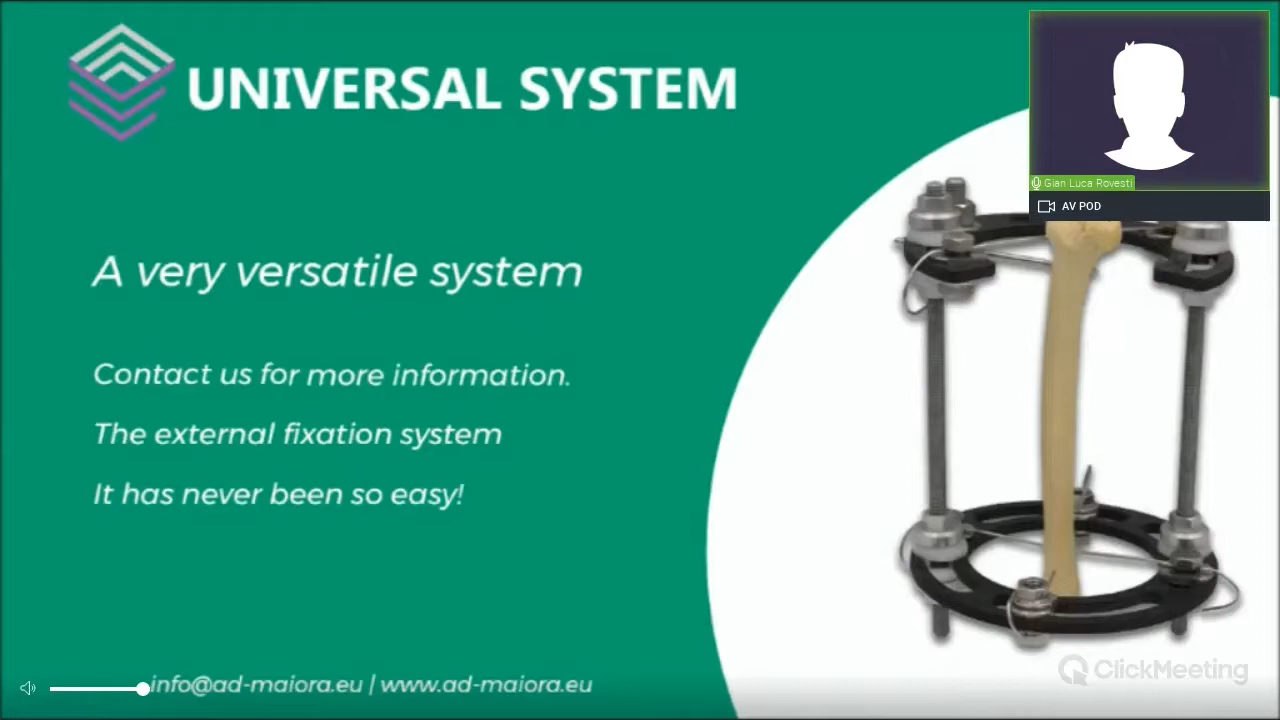 UNIVERSAL SYSTEM
Gian Luca Rovesti
AV POD
A very versatile system
Contact us for more information.
The external fixation system
It has never been so easy!
info@ad-maiora.eu | www.ad-maiora.eu
ClickMeeting